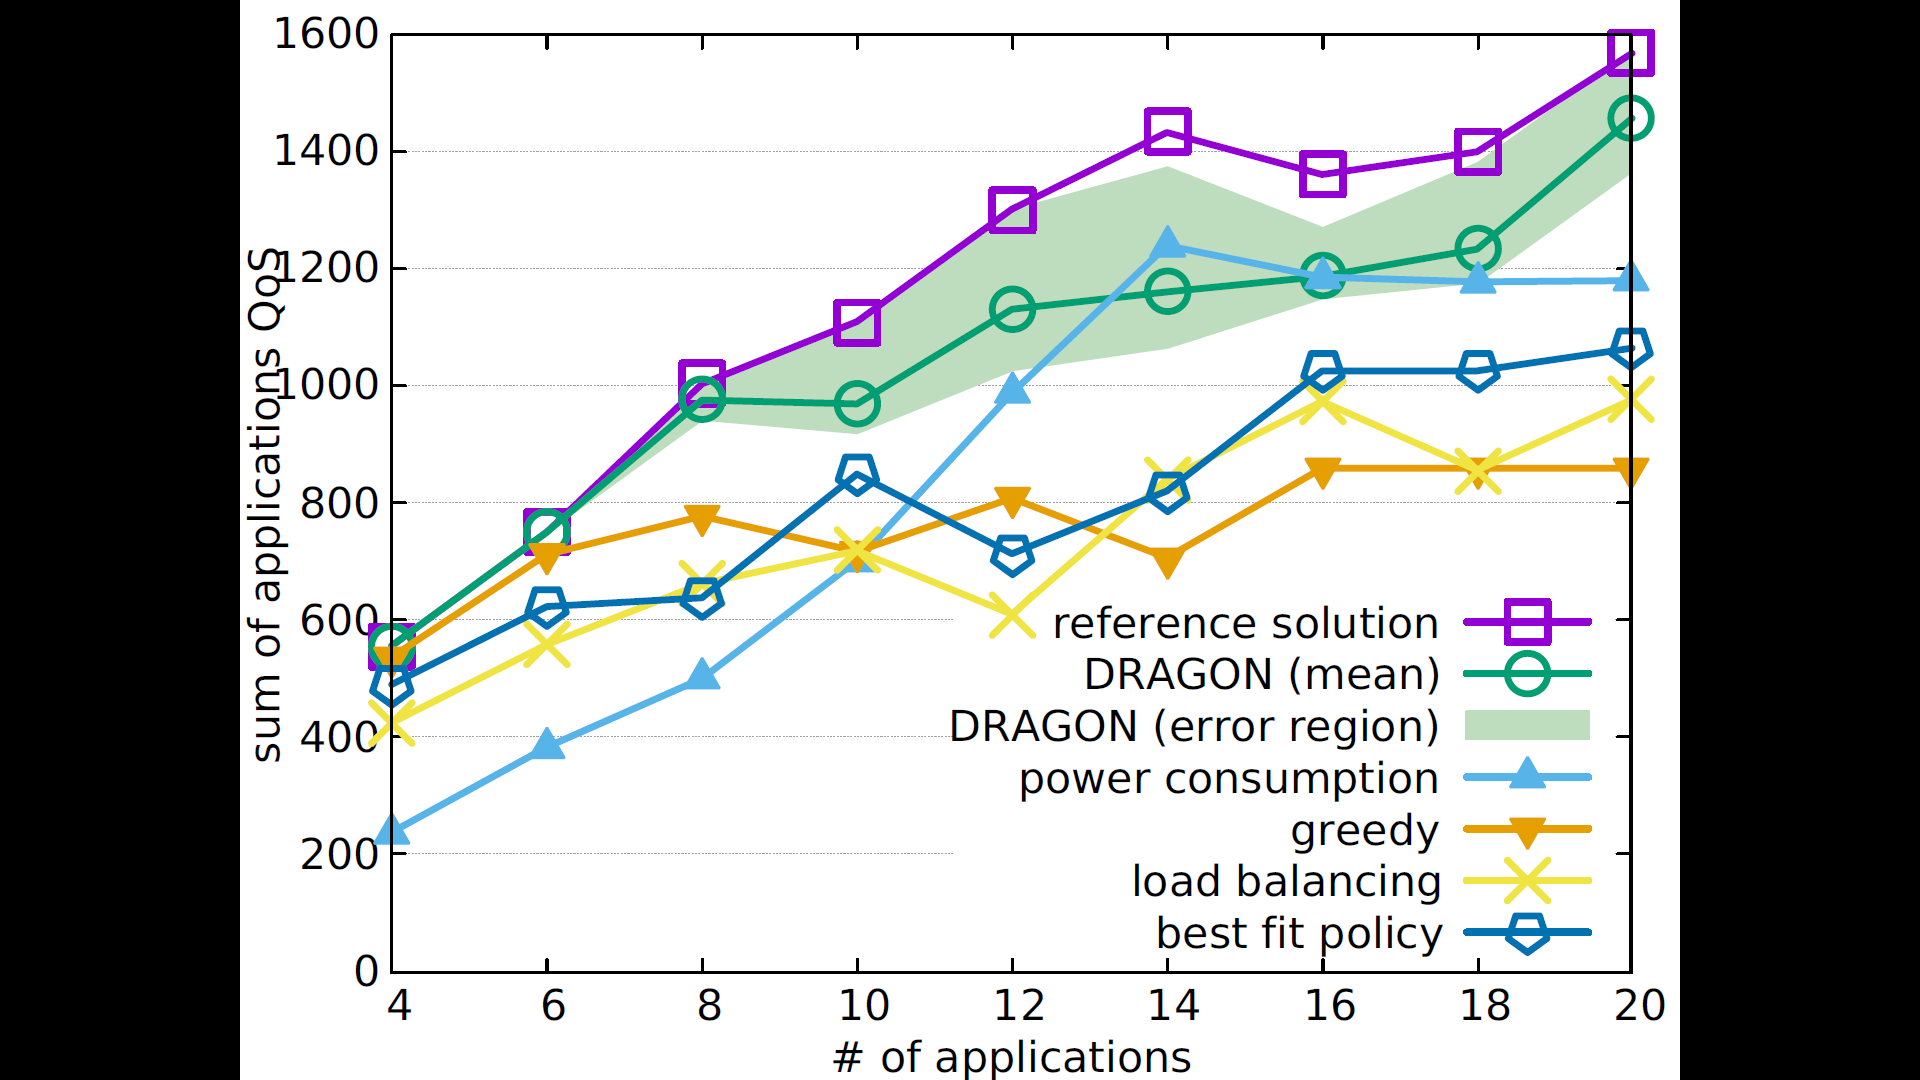 1600
1400
1200
1000
800
600
400
200
0
sum of applications QoS
reference solution
DRAGON (mean)
DRAGON (error region)
power consumption
greedy
load balancing
best fit policy
4 6 8 10 12 14 16 18 20
# of applications